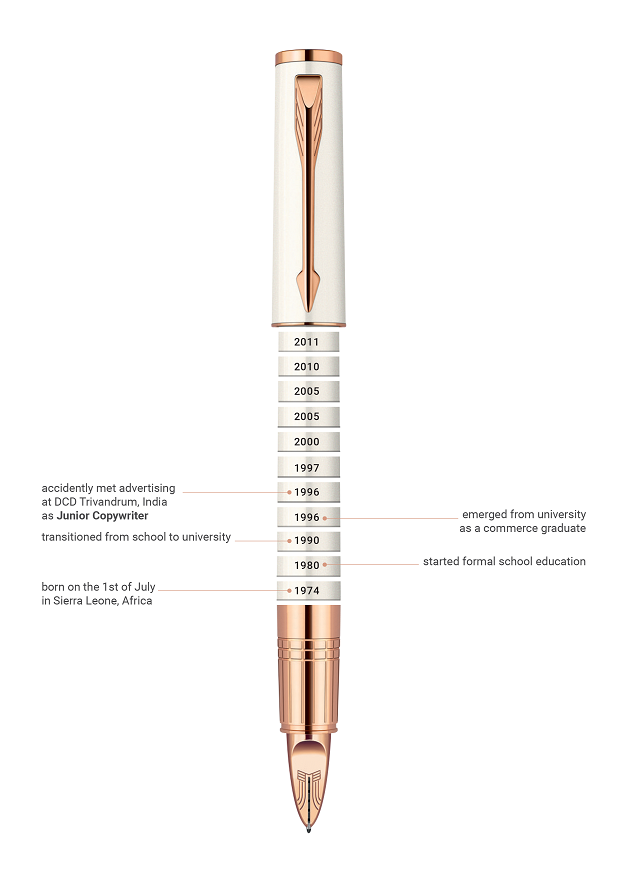 2011
2010
2005
2005
2000
1997
accidently met advertising
at DCD Trivandrum, India
as Junior Copywriter
1996
1996
emerged from university
as a commerce graduate
transitioned from school to university
1990
1980
started formal school education
born on the 1st of July
in Sierra Leone, Africa
1974